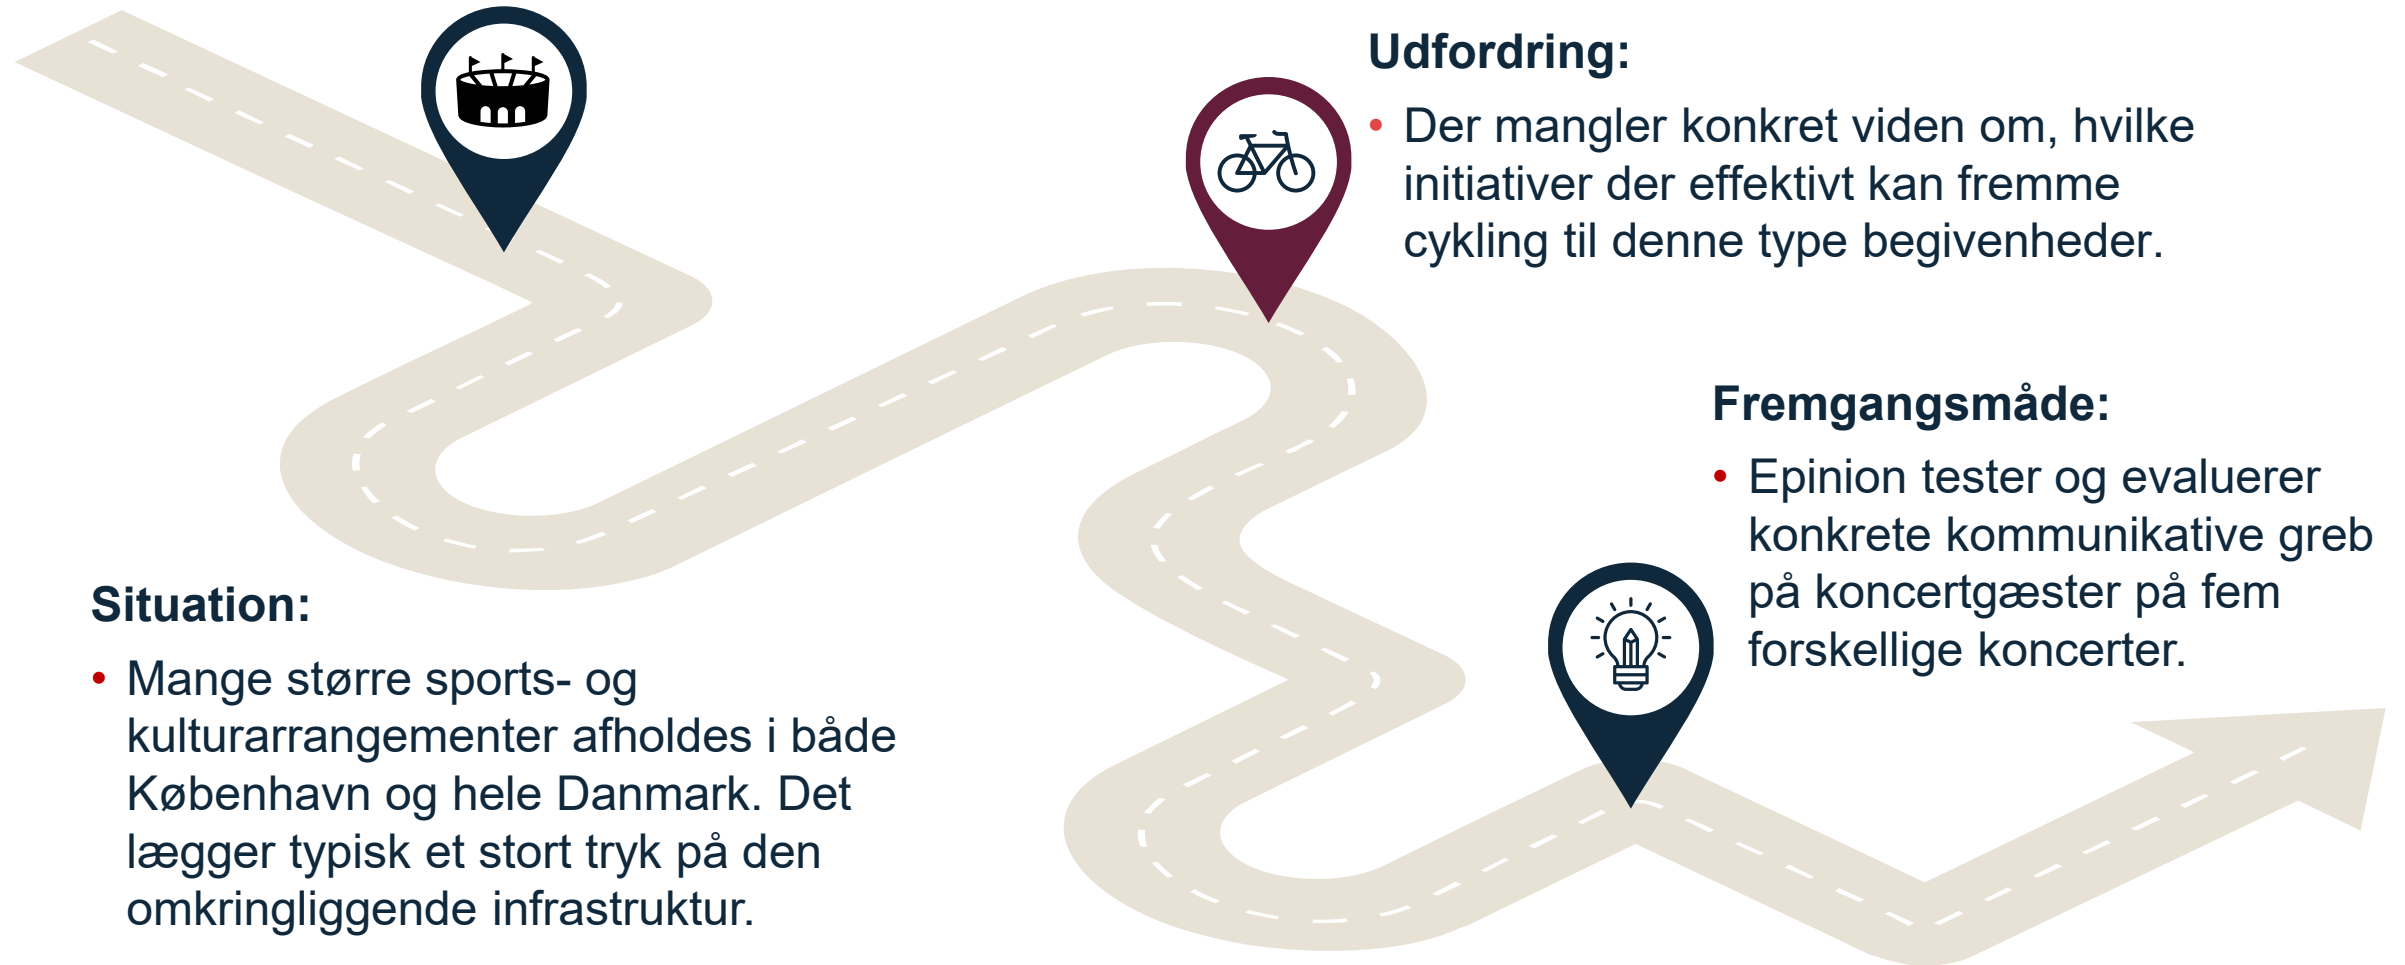 Udfordring:
• Der mangler konkret viden om, hvilke
initiativer der effektivt kan fremme
cykling til denne type begivenheder.
Fremgangsmåde:
• Epinion tester og evaluerer
konkrete kommunikative greb
på koncertgæster på fem
forskellige koncerter.
Situation:
• Mange større sports- og
kulturarrangementer afholdes i både
København og hele Danmark. Det
lægger typisk et stort tryk på den
omkringliggende infrastruktur.